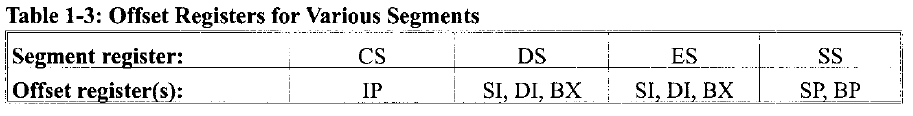 Table 1-3: Offset Registers for Various Segments
Segment register: CS DS ES SS
Offset register(s): IP SI, DI, BX SI, DI, BX SP, BP